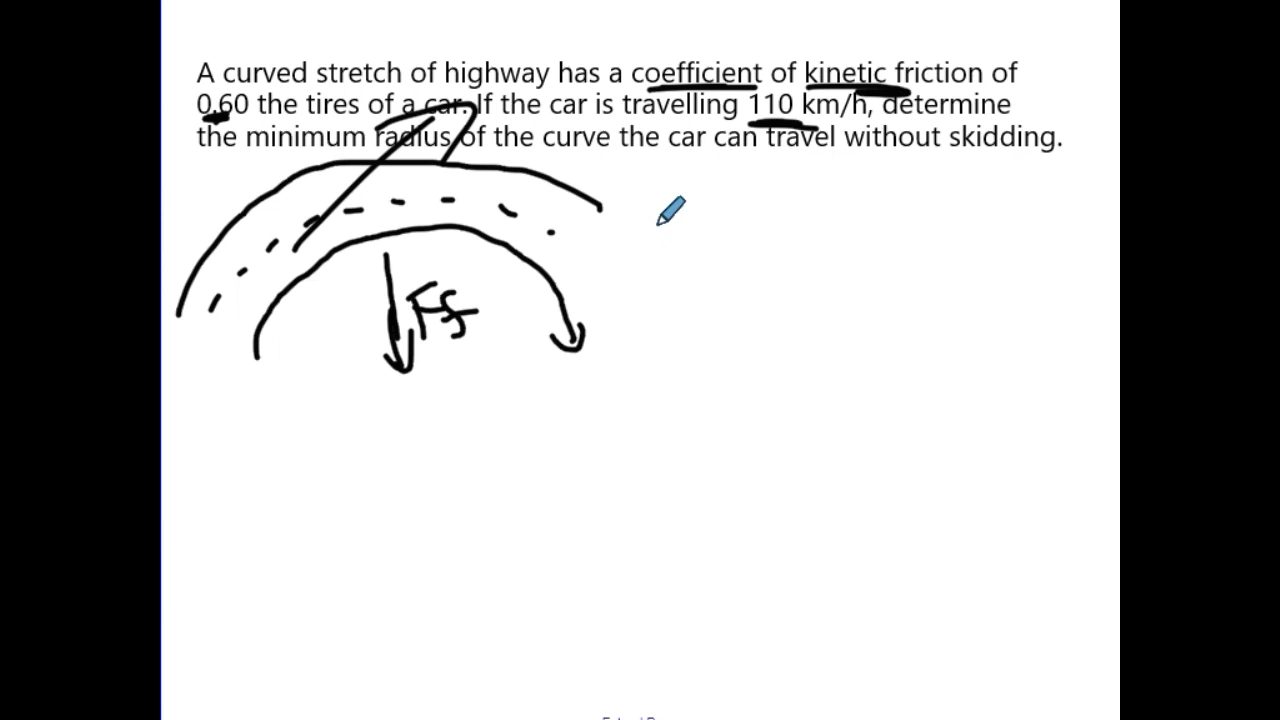 A curved stretch of highway has a coefficient of kinetic friction of
0.60 the tires of a car. If the car is travelling 110 km/h, determine
the minimum radius of the curve the car can travel without skidding.
Ff